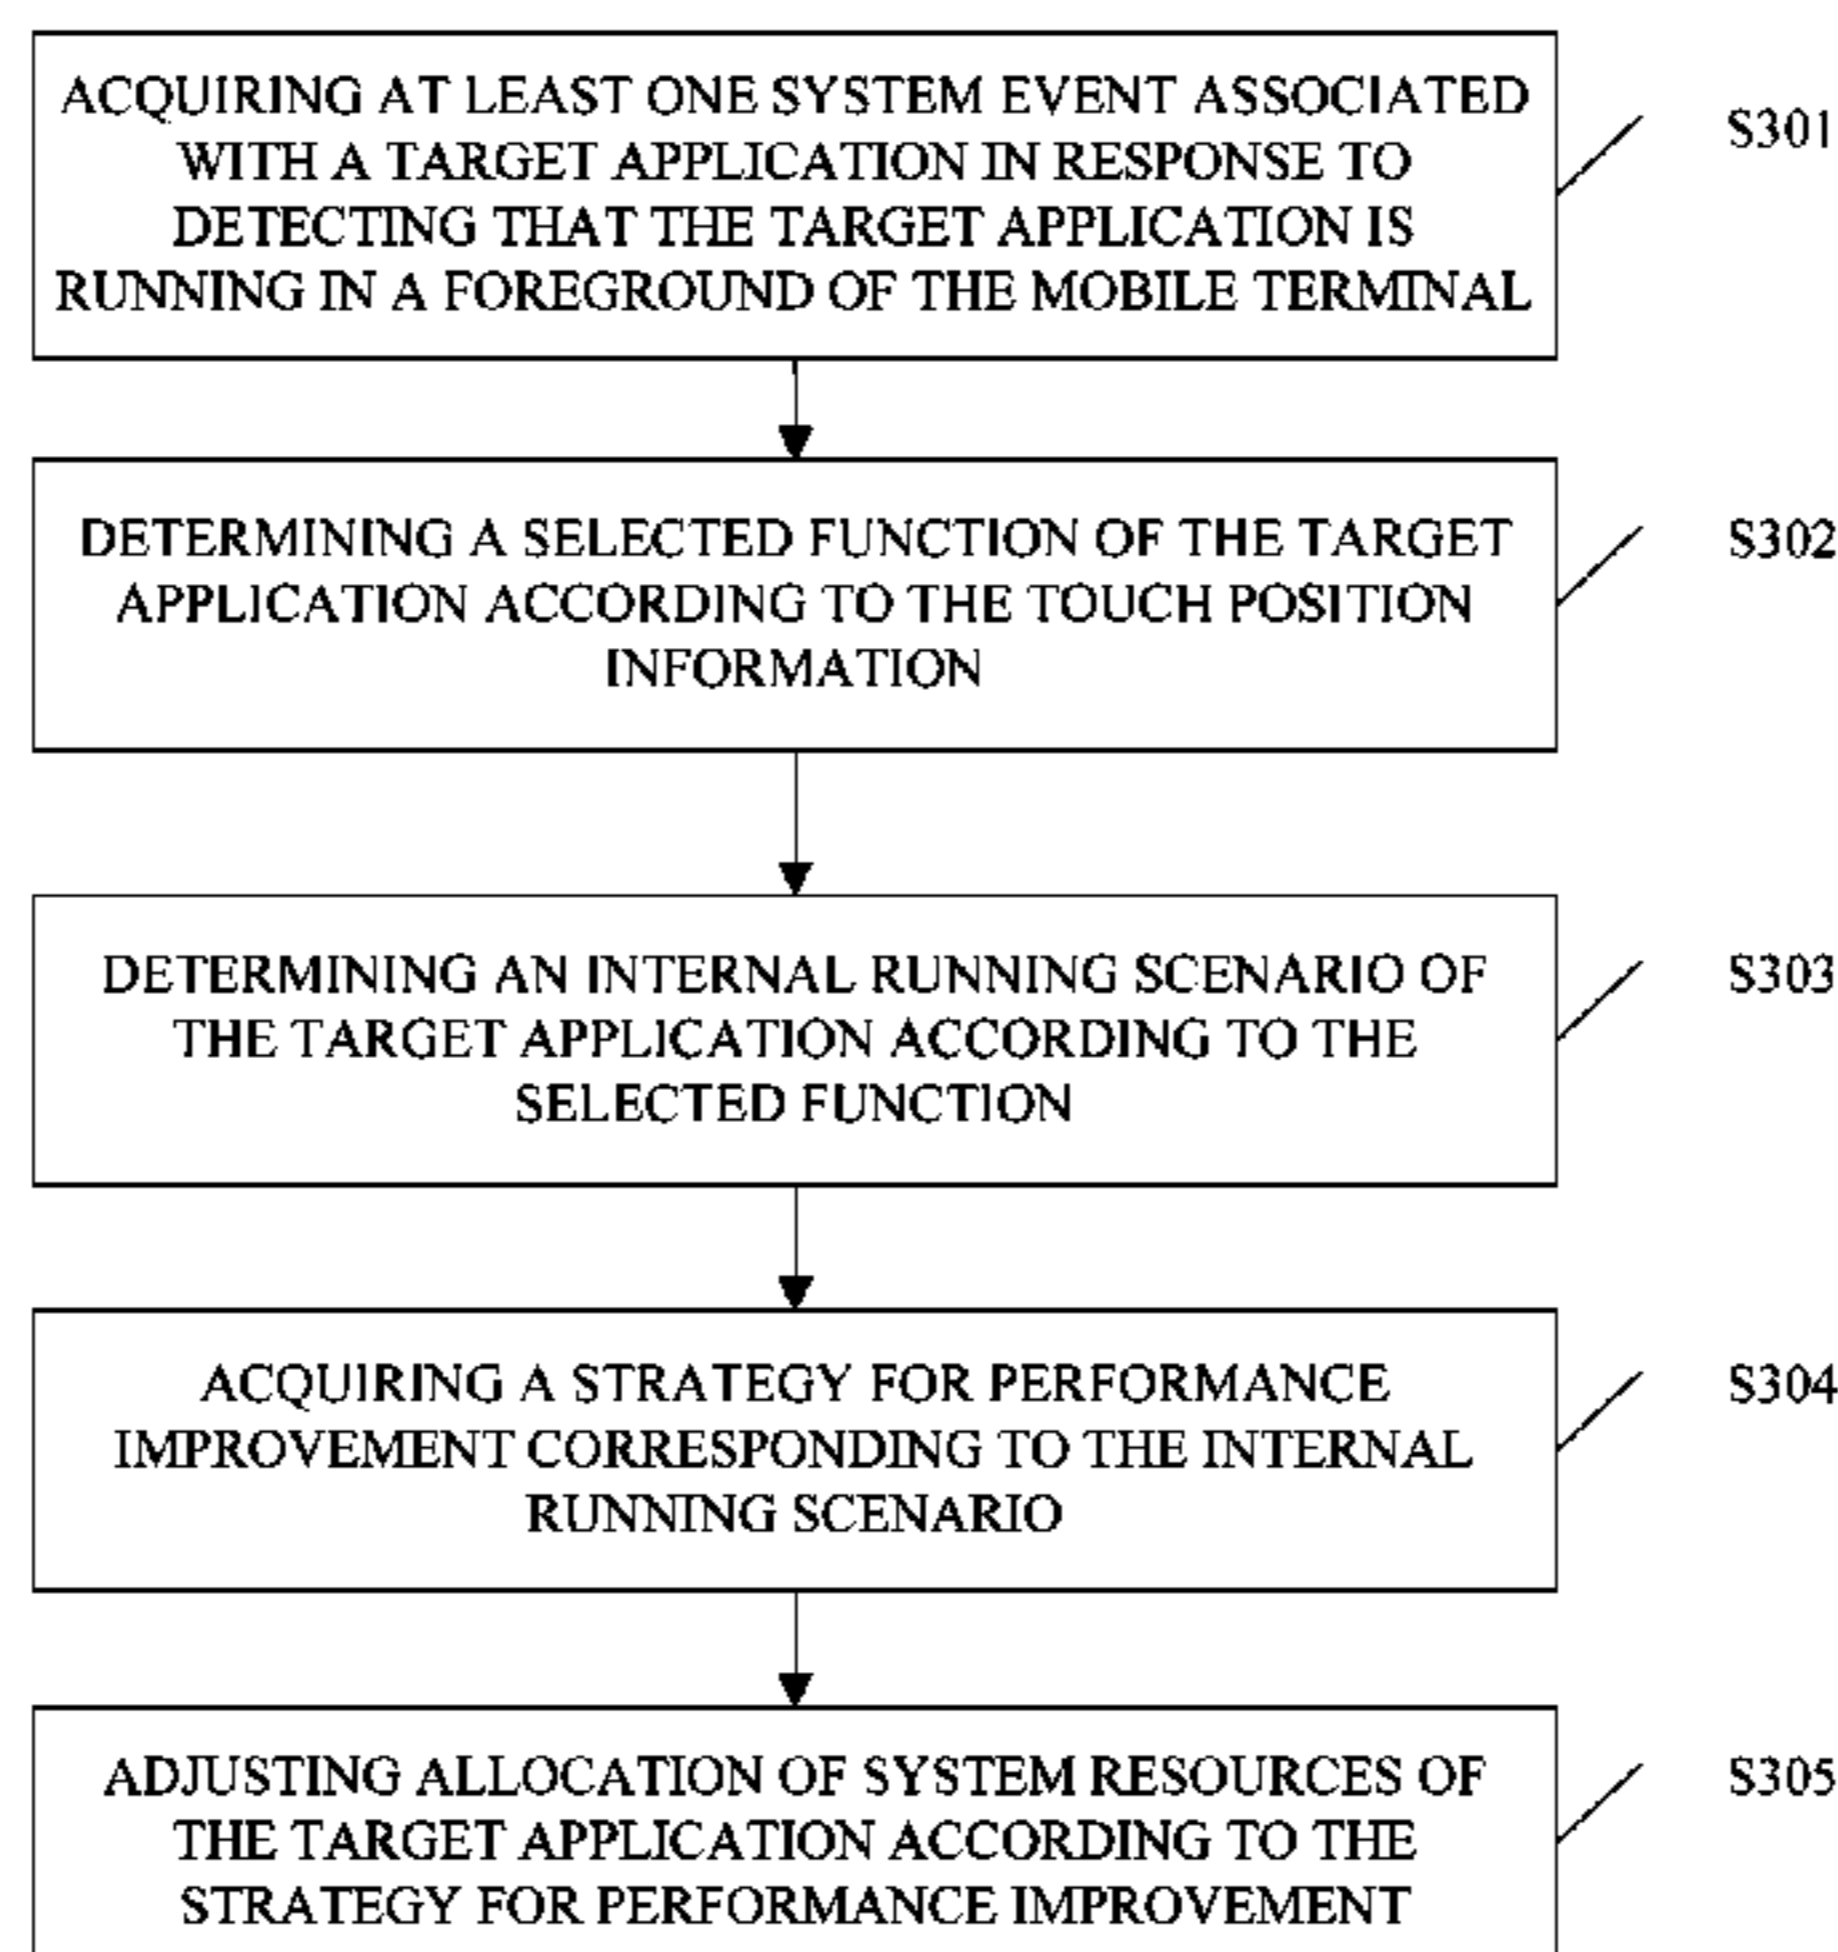 ACQUIRING AT LEAST ONE SYSTEM EVENT ASSOCIATED
WITH A TARGET APPLICATION IN RESPONSE TO
DETECTING THAT THE TARGET APPLICATION IS
RUNNING IN A FOREGROUND OF THE MOBILE TERMINAL
S301
DETERMINING A SELECTED FUNCTION OF THE TARGET
APPLICATION ACCORDING TO THE TOUCH POSITION
INFORMATION
S302
DETERMINING AN INTERNAL RUNNING SCENARIO OF
THE TARGET APPLICATION ACCORDING TO THE
SELECTED FUNCTION
S303
ACQUIRING A STRATEGY FOR PERFORMANCE
IMPROVEMENT CORRESPONDING TO THE INTERNAL
RUNNING SCENARIO
S304
ADJUSTING ALLOCATION OF SYSTEM RESOURCES OF
THE TARGET APPLICATION ACCORDING TO THE
STRATEGY FOR PERFORMANCE IMPROVEMENT
S305